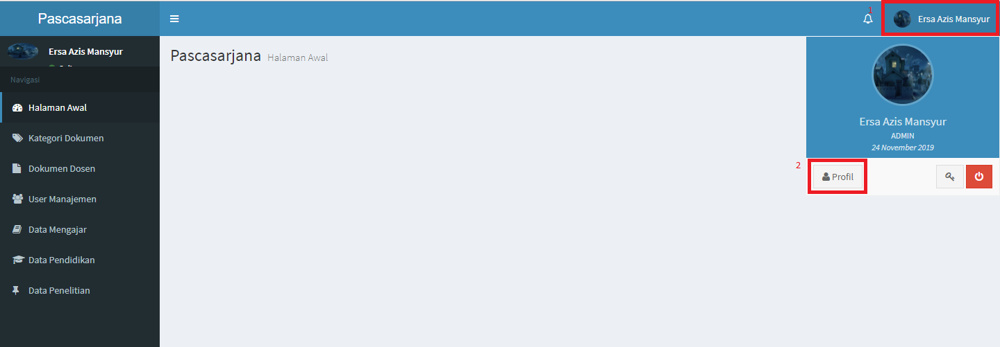 Pascasarjana
1
Ersa Azis Mansyur
Ersa Azis Mansyur
Pascasarjana Halaman Awal
Navigasi
Halaman Awal
Kategori Dokumen
Dokumen Dosen
User Manajemen
Data Mengajar
Data Pendidikan
Data Penelitian
Ersa Azis Mansyur
ADMIN
24 November 2019
2
Profil